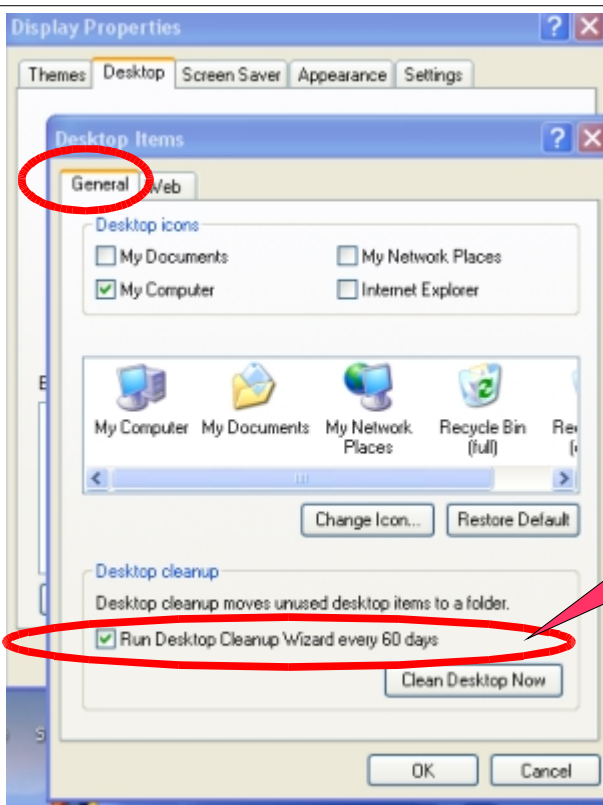 Display Properties
Themes Desktop Screen Saver Appearance Settings
Desktop Items
General Web
Desktop icons
My Documents My Network Places
My Computer Internet Explorer
My Computer My Documents My Network Places Recycle Bin (full)
Change Icon... Restore Default
Desktop cleanup
Desktop cleanup moves unused desktop items to a folder.
Run Desktop Cleanup Wizard every 60 days
Clean Desktop Now
OK Cancel